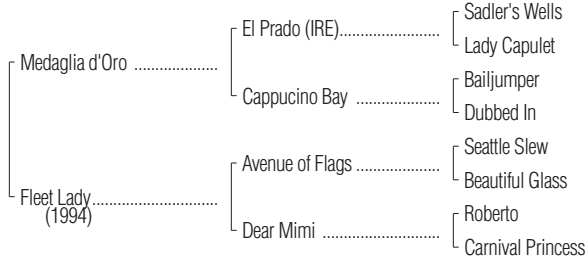 Sadler's Wells
El Prado (IRE)....................
Lady Capulet
Medaglia d'Oro ....................
Bailjumper
Cappucino Bay ....................
Dubbed In
Seattle Slew
Avenue of Flags ....................
Beautiful Glass
Fleet Lady..............................
(1994)
Roberto
Dear Mimi ............................
Carnival Princess